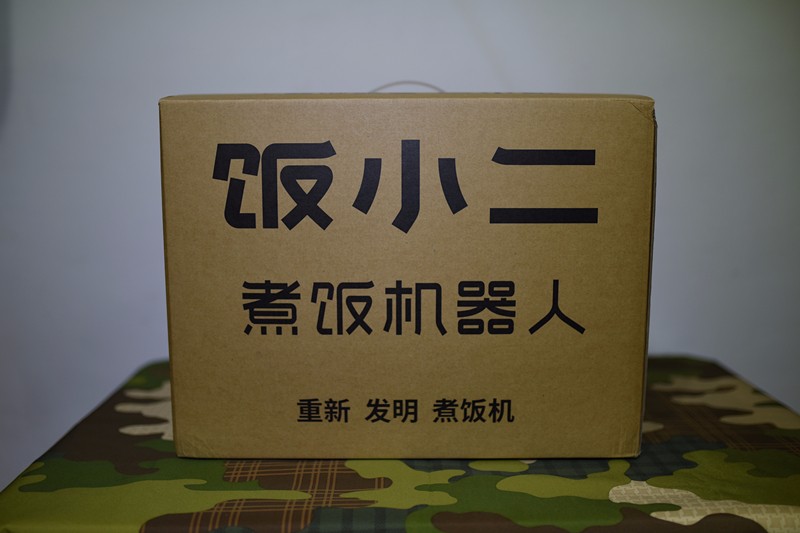 饭小二
煮饭机器人
重新 发明 煮饭机